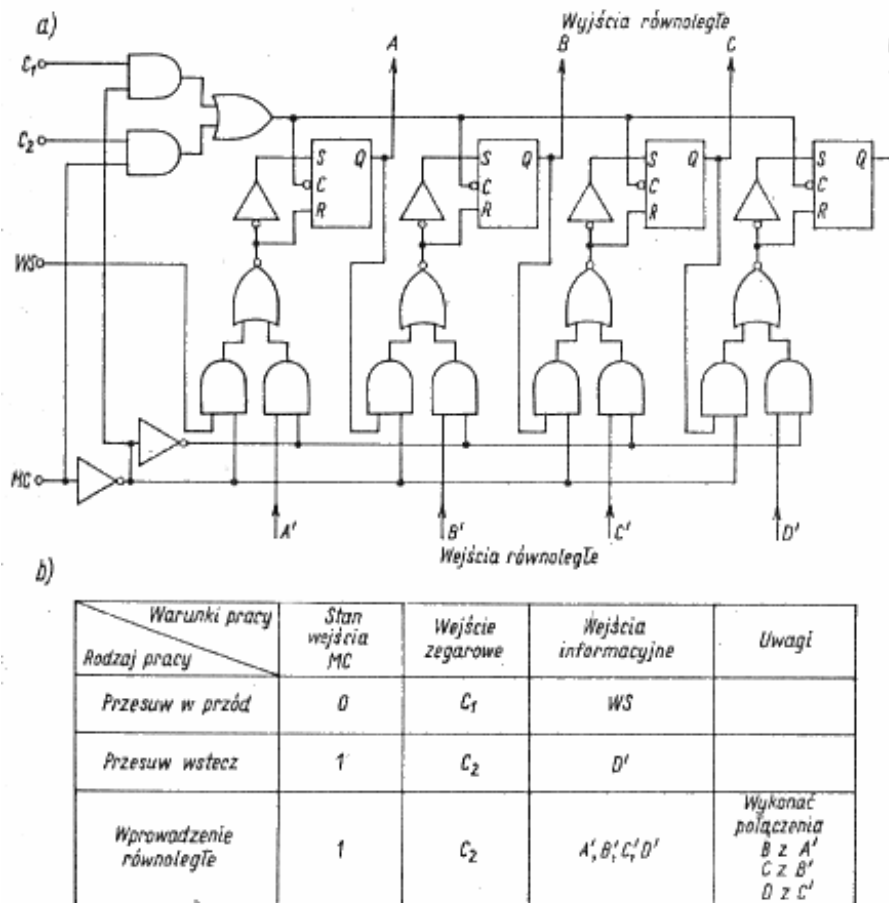 a)
Wyjścia równoległe
A
B
C
C₁
C₂
S
Q
C
R
S
Q
C
R
S
Q
C
R
S
Q
C
R
WS
MC
A'
B'
C'
D'
Wejścia równoległe
b)
Warunki pracy
Rodzaj pracy
Stan wejścia MC
Wejście zegarowe
Wejścia informacyjne
Uwagi
Przesuw w przód
0
C₁
WS
Przesuw wstecz
1
C₂
D'
Wprowadzenie równoległe
1
C₂
A', B', C', D'
Wykonać
połączenia
B z A'
C z B'
D z C'